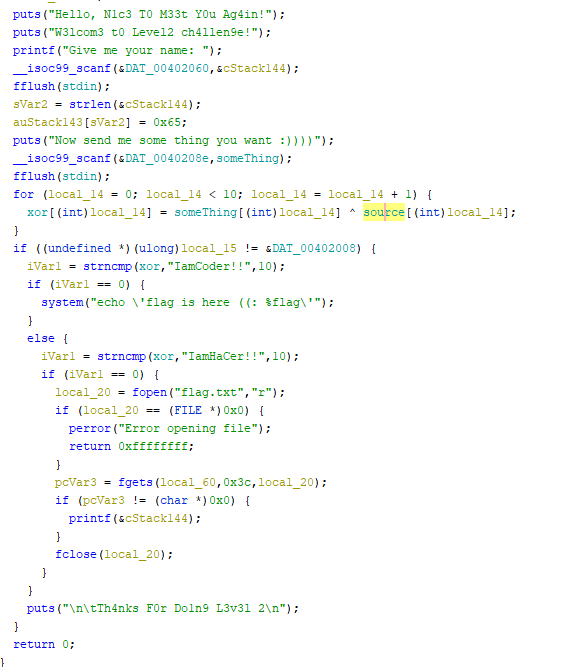 puts("Hello, N1c3 T0 M33t Y0u Ag4in!");
puts("W3lcom3 t0 Level2 ch4llen9e!");
printf("Give me your name: ");
__isoc99_scanf(&DAT_00402060,&cStack144);
fflush(stdin);
sVar2 = strlen(&cStack144);
auStack143[sVar2] = 0x65;
puts("Now send me some thing you want :))))");
__isoc99_scanf(&DAT_0040208e,someThing);
fflush(stdin);
for (local_14 = 0; local_14 < 10; local_14 = local_14 + 1) {
xor[(int)local_14] = someThing[(int)local_14] ^ source[(int)local_14];
}
if ((undefined *)(ulong)local_15 != &DAT_00402008) {
iVar1 = strncmp(xor,"IamCoder!!",10);
if (iVar1 == 0) {
system("echo \'flag is here ((: %flag\'");
}
else {
iVar1 = strncmp(xor,"IamHaCer!!",10);
if (iVar1 == 0) {
local_20 = fopen("flag.txt","r");
if (local_20 == (FILE *)0x0) {
perror("Error opening file");
return 0xffffffff;
}
pcVar3 = fgets(local_60,0x3c,local_20);
if (pcVar3 != (char *)0x0) {
printf(&cStack144);
}
fclose(local_20);
}
}
puts("\n\tTh4nks F0r Do1n9 L3v3l 2\n");
}
return 0;
}